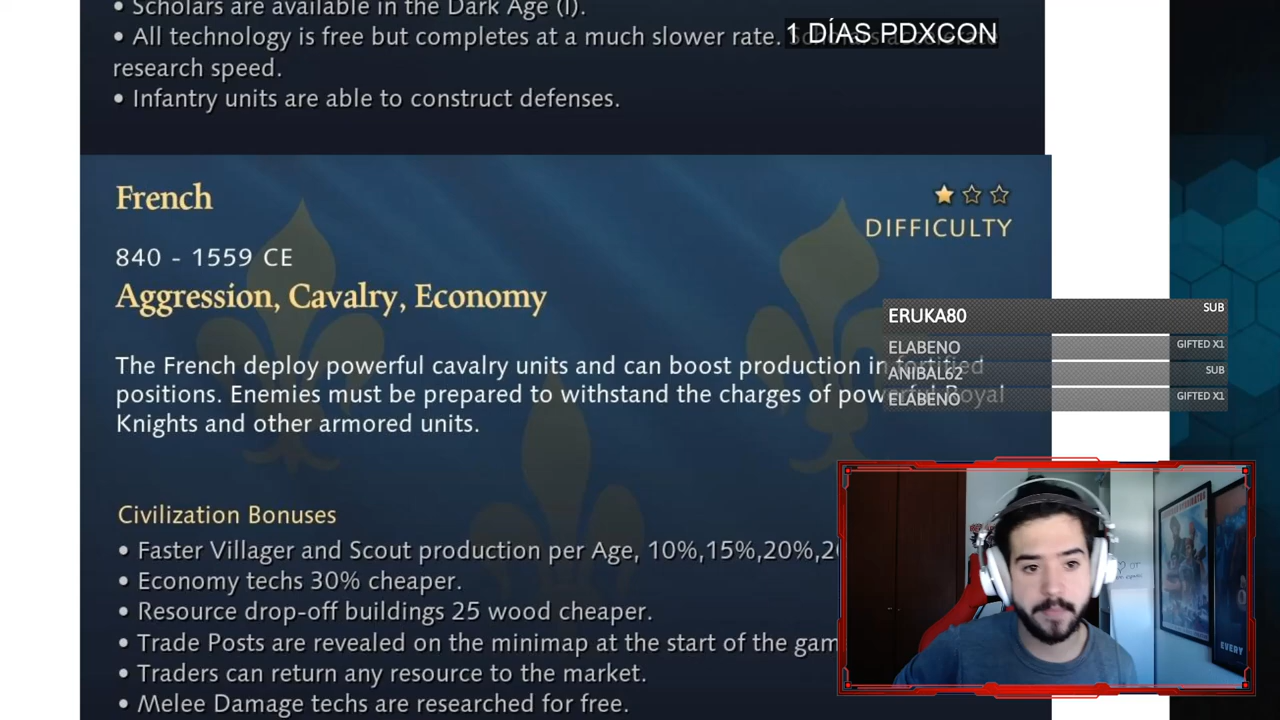 • Scholars are available in the Dark Age (I).
• All technology is free but completes at a much slower rate.
1 DÍAS PDXCON
research speed.
• Infantry units are able to construct defenses.
French
DIFFICULTY
840 - 1559 CE
Aggression, Cavalry, Economy
The French deploy powerful cavalry units and can boost production in fortified
positions. Enemies must be prepared to withstand the charges of powerful Royal
Knights and other armored units.
ERUKA80 SUB
ELABENO GIFTED X1
ANIBAL62 SUB
ELABENO GIFTED X1
Civilization Bonuses
• Faster Villager and Scout production per Age, 10%,15%,20%,2
• Economy techs 30% cheaper.
• Resource drop-off buildings 25 wood cheaper.
• Trade Posts are revealed on the minimap at the start of the gam
• Traders can return any resource to the market.
• Melee Damage techs are researched for free.
EVERY